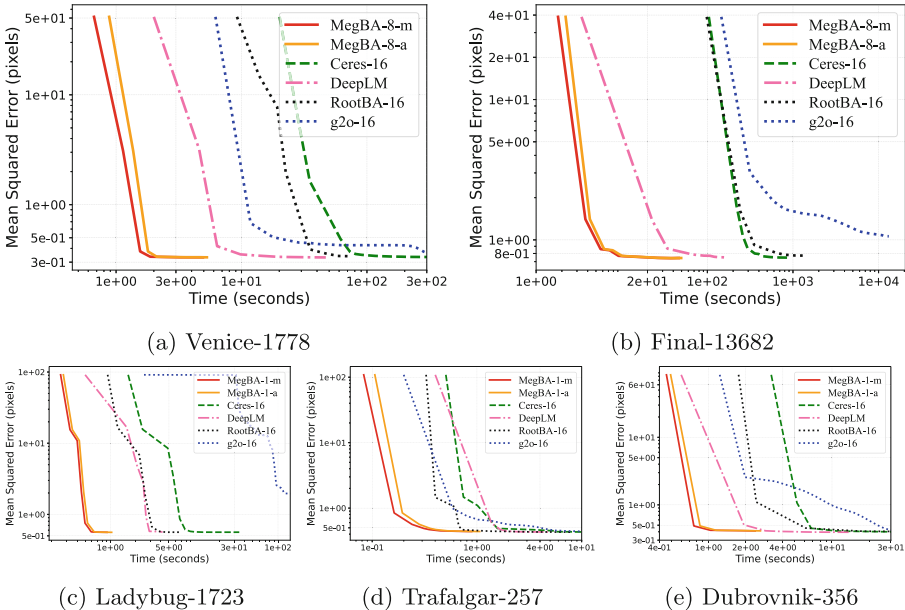 5e+01
1e+01
1e+00
5e-01
3e-01
Mean Squared Error (pixels)
MegBA-8-m
MegBA-8-a
Ceres-16
DeepLM
RootBA-16
g2o-16
1e+00
3e+00
1e+01
3e+01
1e+02
3e+02
Time (seconds)
(a) Venice-1778
4e+01
2e+01
5e+00
1e+00
8e-01
Mean Squared Error (pixels)
MegBA-8-m
MegBA-8-a
Ceres-16
DeepLM
RootBA-16
g2o-16
1e+00
2e+01
1e+02
1e+03
1e+04
Time (seconds)
(b) Final-13682
1e+02
1e+01
1e+00
5e-01
Mean Squared Error (pixels)
MegBA-1-m
MegBA-1-a
Ceres-16
DeepLM
RootBA-16
g2o-16
1e+00
5e+00
3e+01
1e+02
Time (seconds)
(c) Ladybug-1723
1e+02
1e+01
1e+00
5e-01
Mean Squared Error (pixels)
MegBA-1-m
MegBA-1-a
Ceres-16
DeepLM
RootBA-16
g2o-16
1e-01
1e+00
1e+01
Time (seconds)
(d) Trafalgar-257
6e+01
1e+01
1e+00
5e-01
3e-01
Mean Squared Error (pixels)
MegBA-1-m
MegBA-1-a
Ceres-16
DeepLM
RootBA-16
g2o-16
4e-01
1e+00
2e+00
1e+01
3e+01
Time (seconds)
(e) Dubrovnik-356